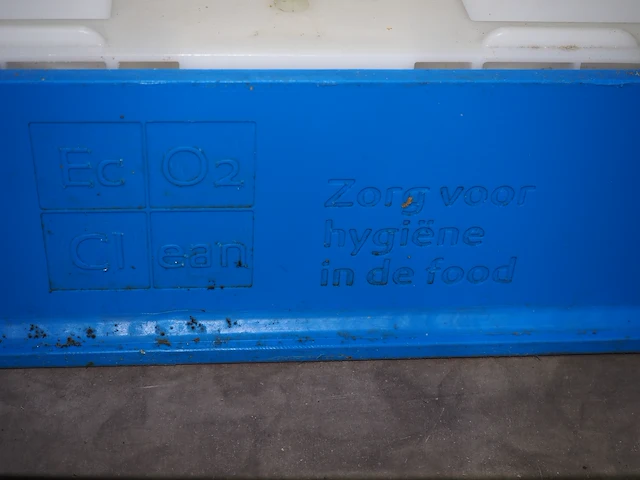 Ec O2
Cl ean
Zorg voor
hygiëne
in de food